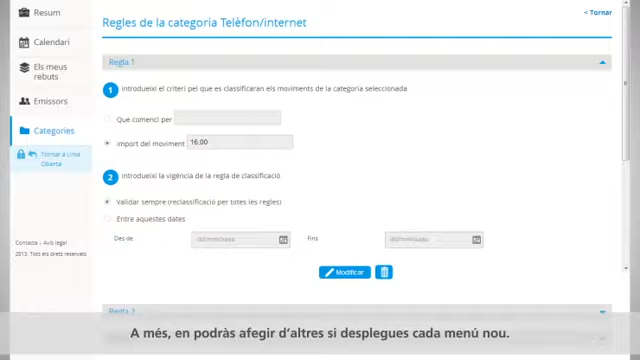 Resum
Calendari
Els meus
rebuts
Emissors
Categories
Tornar a Línia
Oberta
Contacta - Avís legal
2013. Tots els drets reservats.
< Tornar
Regles de la categoria Telèfon/internet
Regla 1
1 Introdueixi el criteri pel que es classificaran els moviments de la categoria seleccionada
Que comenci per
Import del moviment 16,00
2 Introdueixi la vigència de la regla de classificació
Validar sempre (reclassificació per totes les regles)
Entre aquestes dates
Des de dd/mm/aaaa Fins dd/mm/aaaa
Modificar
Regla 2
A més, en podràs afegir d'altres si desplegues cada menú nou.